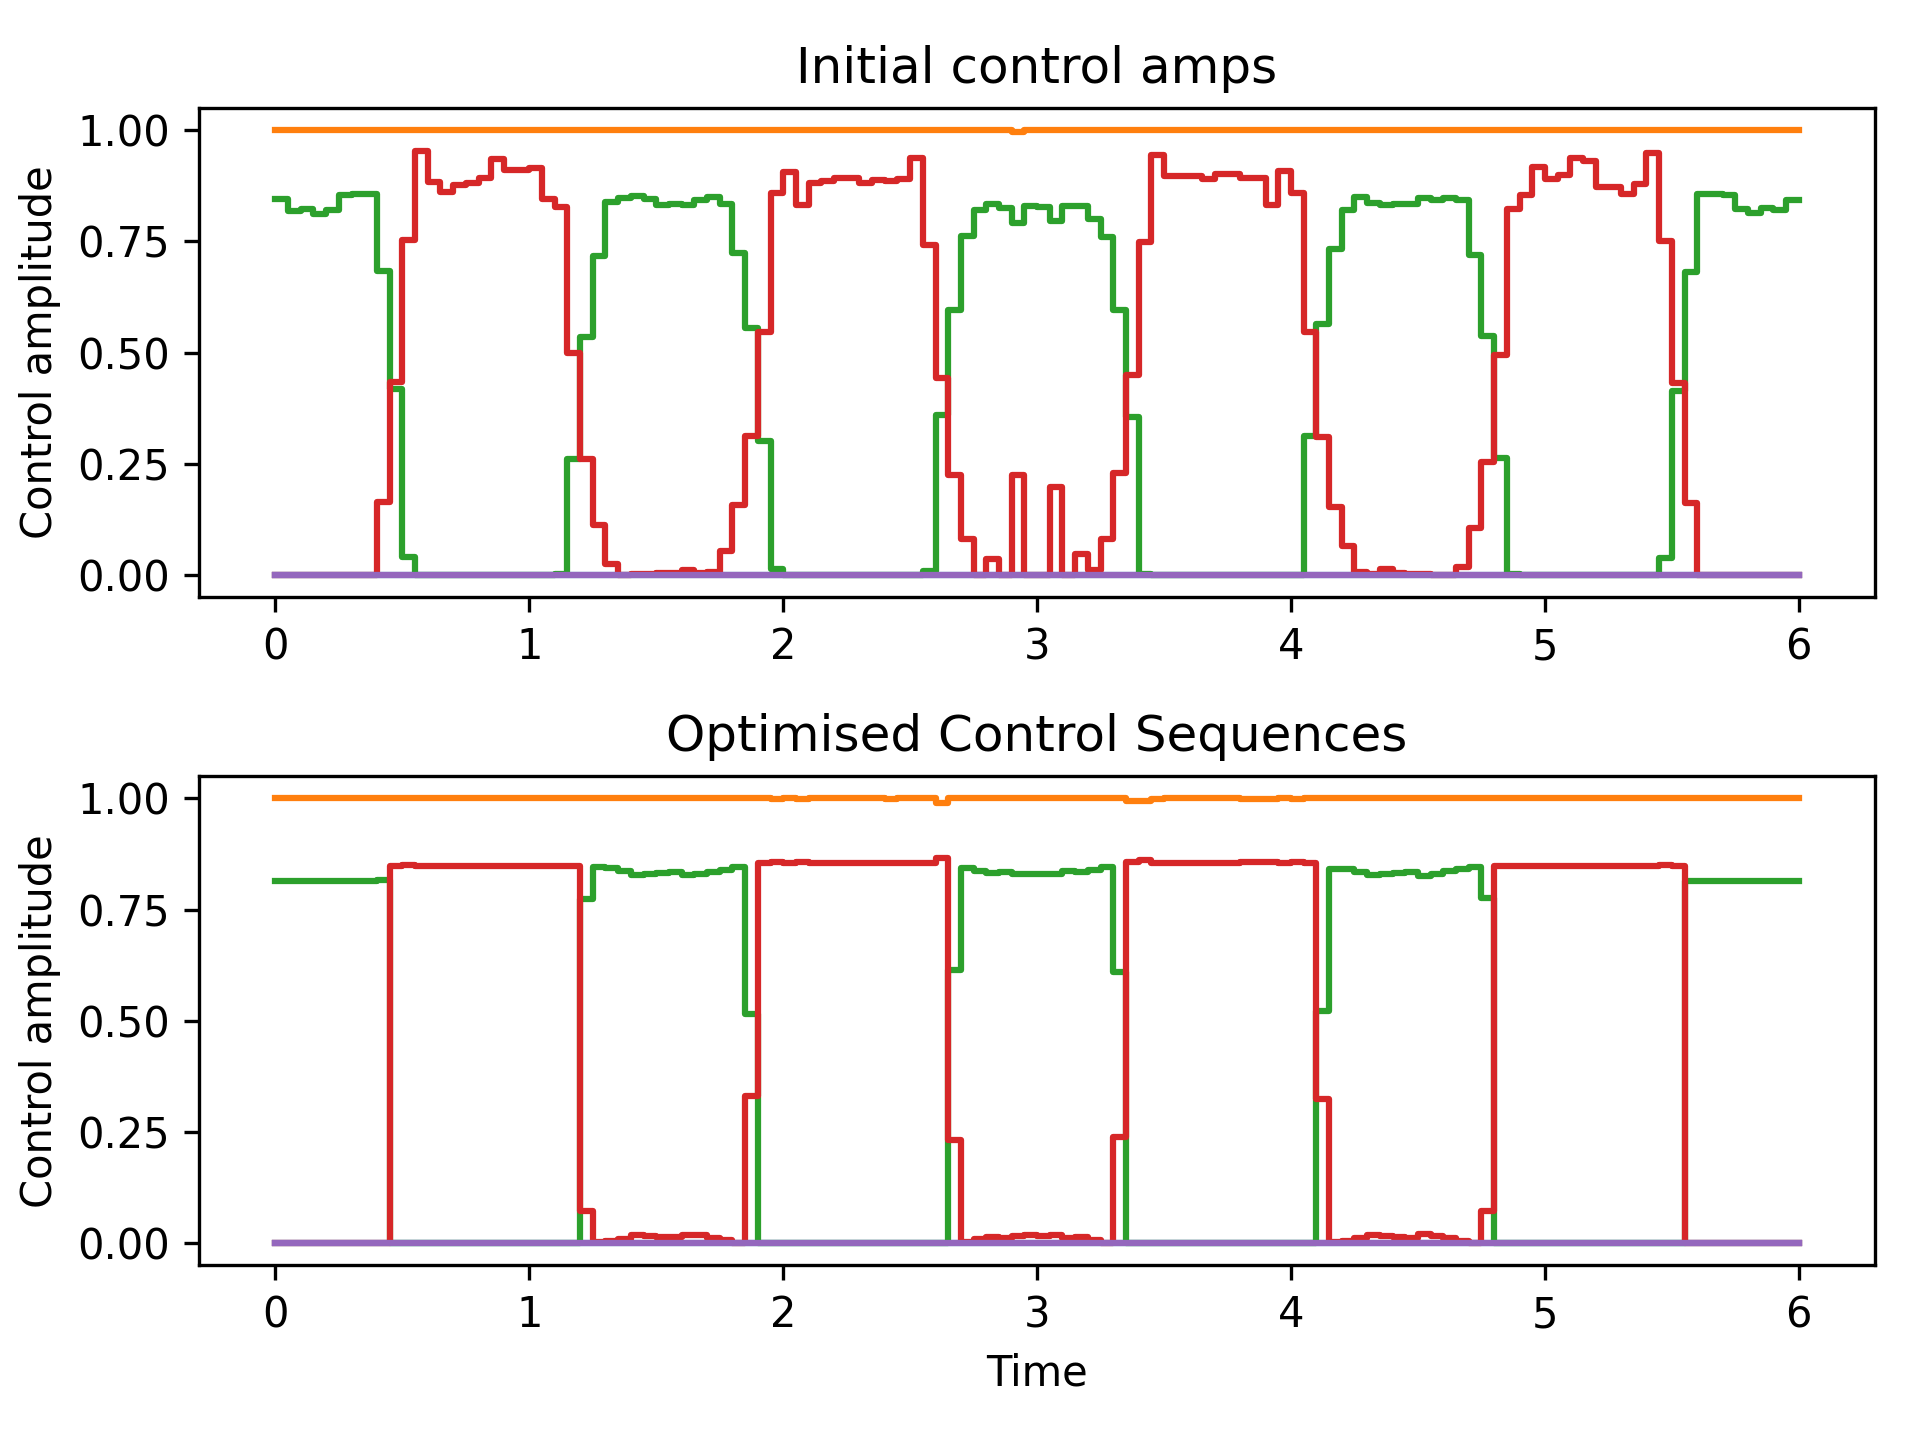 Initial control amps
Control amplitude
1.00
0.75
0.50
0.25
0.00
0 1 2 3 4 5 6
Optimised Control Sequences
Control amplitude
1.00
0.75
0.50
0.25
0.00
0 1 2 3 4 5 6
Time